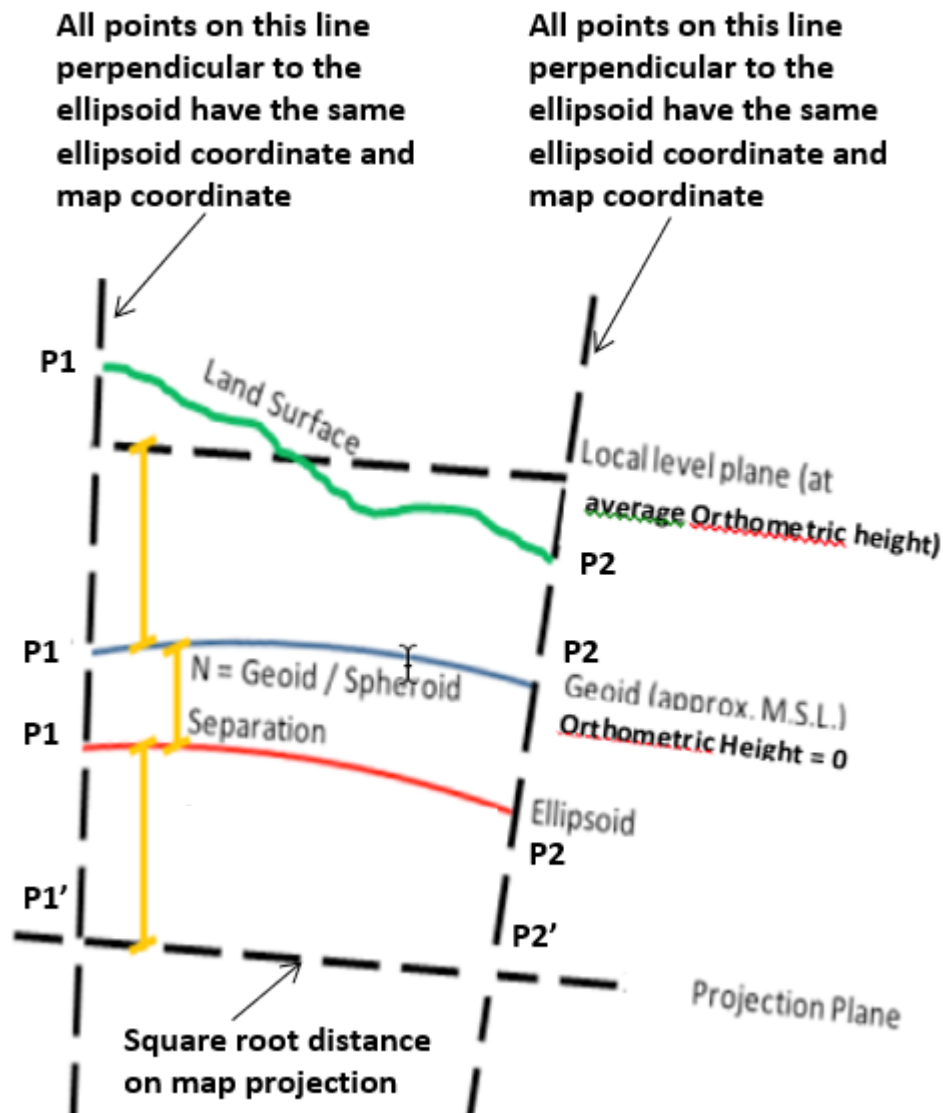 All points on this line
perpendicular to the
ellipsoid have the same
ellipsoid coordinate and
map coordinate
All points on this line
perpendicular to the
ellipsoid have the same
ellipsoid coordinate and
map coordinate
P1
Land Surface
Local level plane (at
average Orthometric height)
P2
P1
P2
N = Geoid / Spheroid
Separation
Geoid (approx. M.S.L.)
Orthometric Height = 0
P1
Ellipsoid
P2
P1’
P2’
Projection Plane
Square root distance
on map projection